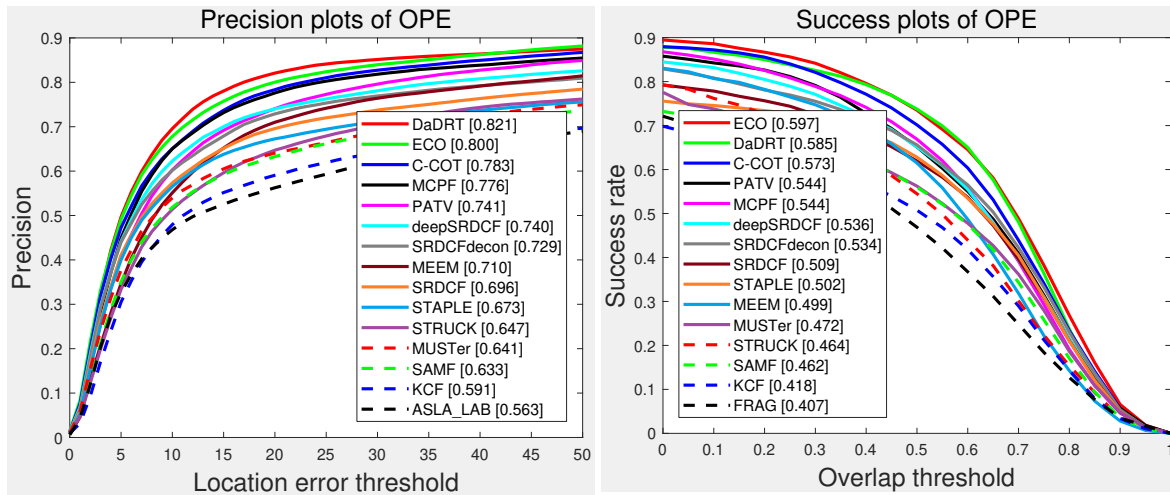 Precision plots of OPE
0.9
0.8
0.7
0.6
0.5
0.4
0.3
0.2
0.1
0
Precision
DaDRT [0.821]
ECO [0.800]
C-COT [0.783]
MCPF [0.776]
PATV [0.741]
deepSRDCF [0.740]
SRDCFdecon [0.729]
MEEM [0.710]
SRDCF [0.696]
STAPLE [0.673]
STRUCK [0.647]
MUSTer [0.641]
SAMF [0.633]
KCF [0.591]
ASLA_LAB [0.563]
0 5 10 15 20 25 30 35 40 45 50
Location error threshold
Success plots of OPE
0.9
0.8
0.7
0.6
0.5
0.4
0.3
0.2
0.1
0
Success rate
ECO [0.597]
DaDRT [0.585]
C-COT [0.573]
PATV [0.544]
MCPF [0.544]
deepSRDCF [0.536]
SRDCFdecon [0.534]
SRDCF [0.509]
STAPLE [0.502]
MEEM [0.499]
MUSTer [0.472]
STRUCK [0.464]
SAMF [0.462]
KCF [0.418]
FRAG [0.407]
0 0.1 0.2 0.3 0.4 0.5 0.6 0.7 0.8 0.9 1
Overlap threshold